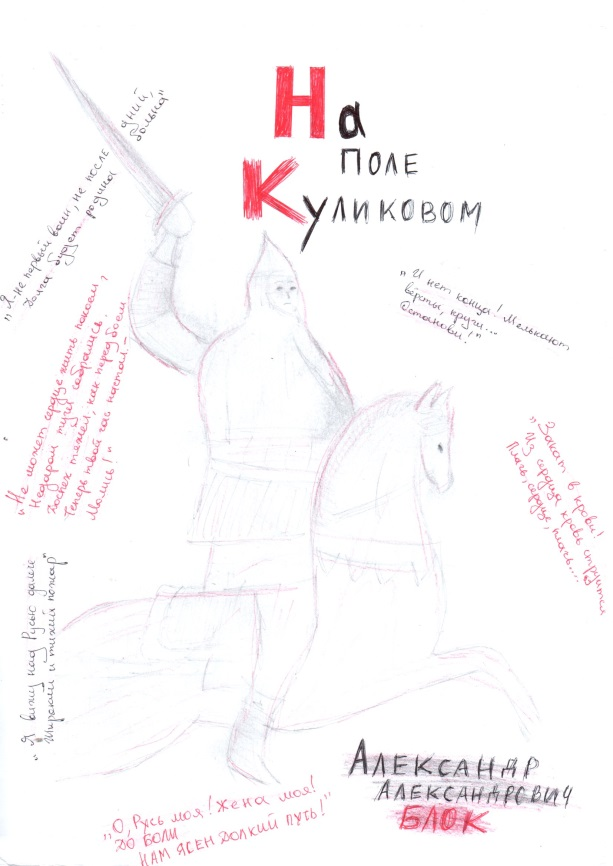 На
поле
Куликовом
"Я - не первый воин, не последний,
Долго будет родина больна"
"И нет конца! Мелькают
вёрсты, кручи...
Останови!"
"Не может сердце жить покоем,
Недаром тучи собрались.
Доспех тяжел, как перед боем.
Теперь твой час настал. -
Молись!"
"Закат в крови!
Из сердца кровь струится
Плачь, сердце, плачь....
"Я вижу над Русью далече
Широкий и тихий пожар"
"О, Русь моя! Жена моя!
До боли
нам ясен долгий путь!"
Александр
Александрович
Блок